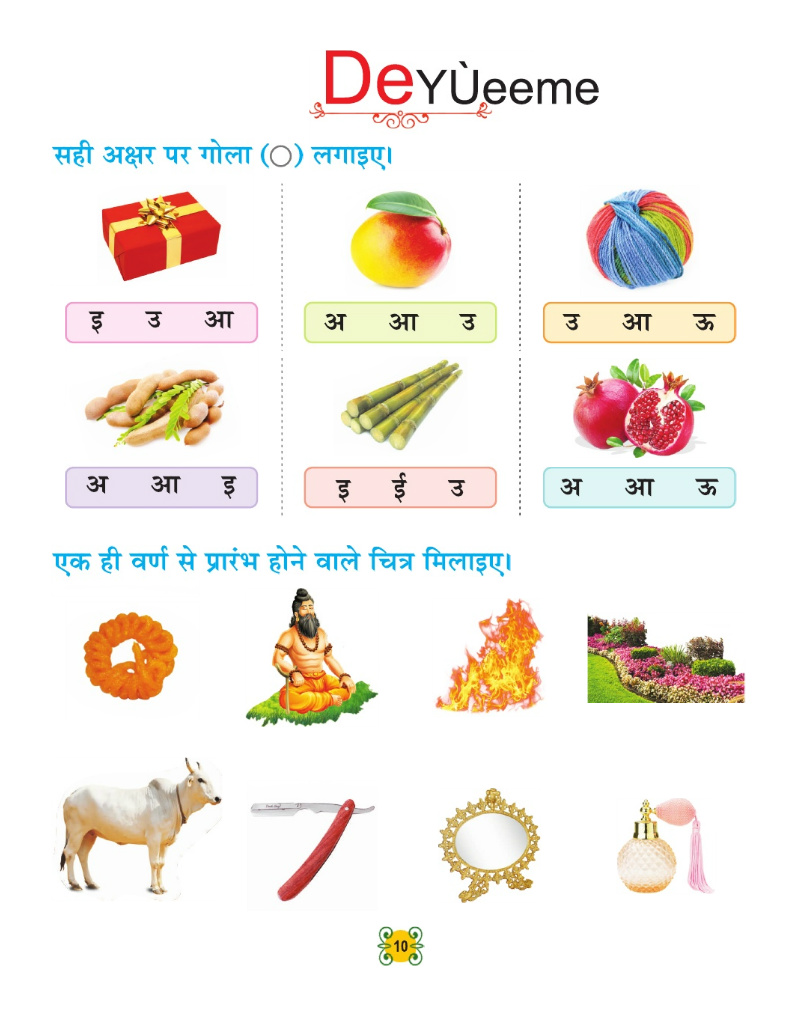 DeYÙeeme
सही अक्षर पर गोला (○) लगाइए।
इ उ आ
अ आ उ
उ आ ऊ
अ आ इ
इ ई उ
अ आ ऊ
एक ही वर्ण से प्रारंभ होने वाले चित्र मिलाइए।
10